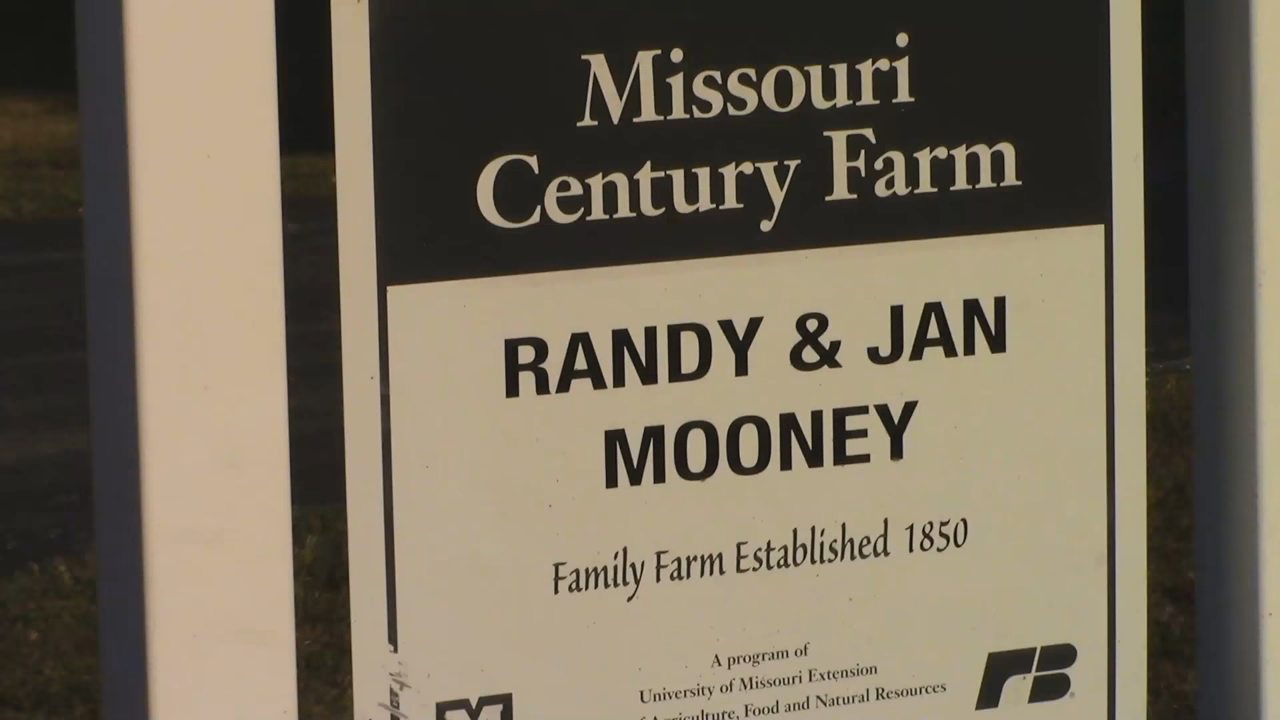 Missouri
Century Farm
RANDY & JAN
MOONEY
Family Farm Established 1850
A program of
University of Missouri Extension
Agriculture, Food and Natural Resources
FB